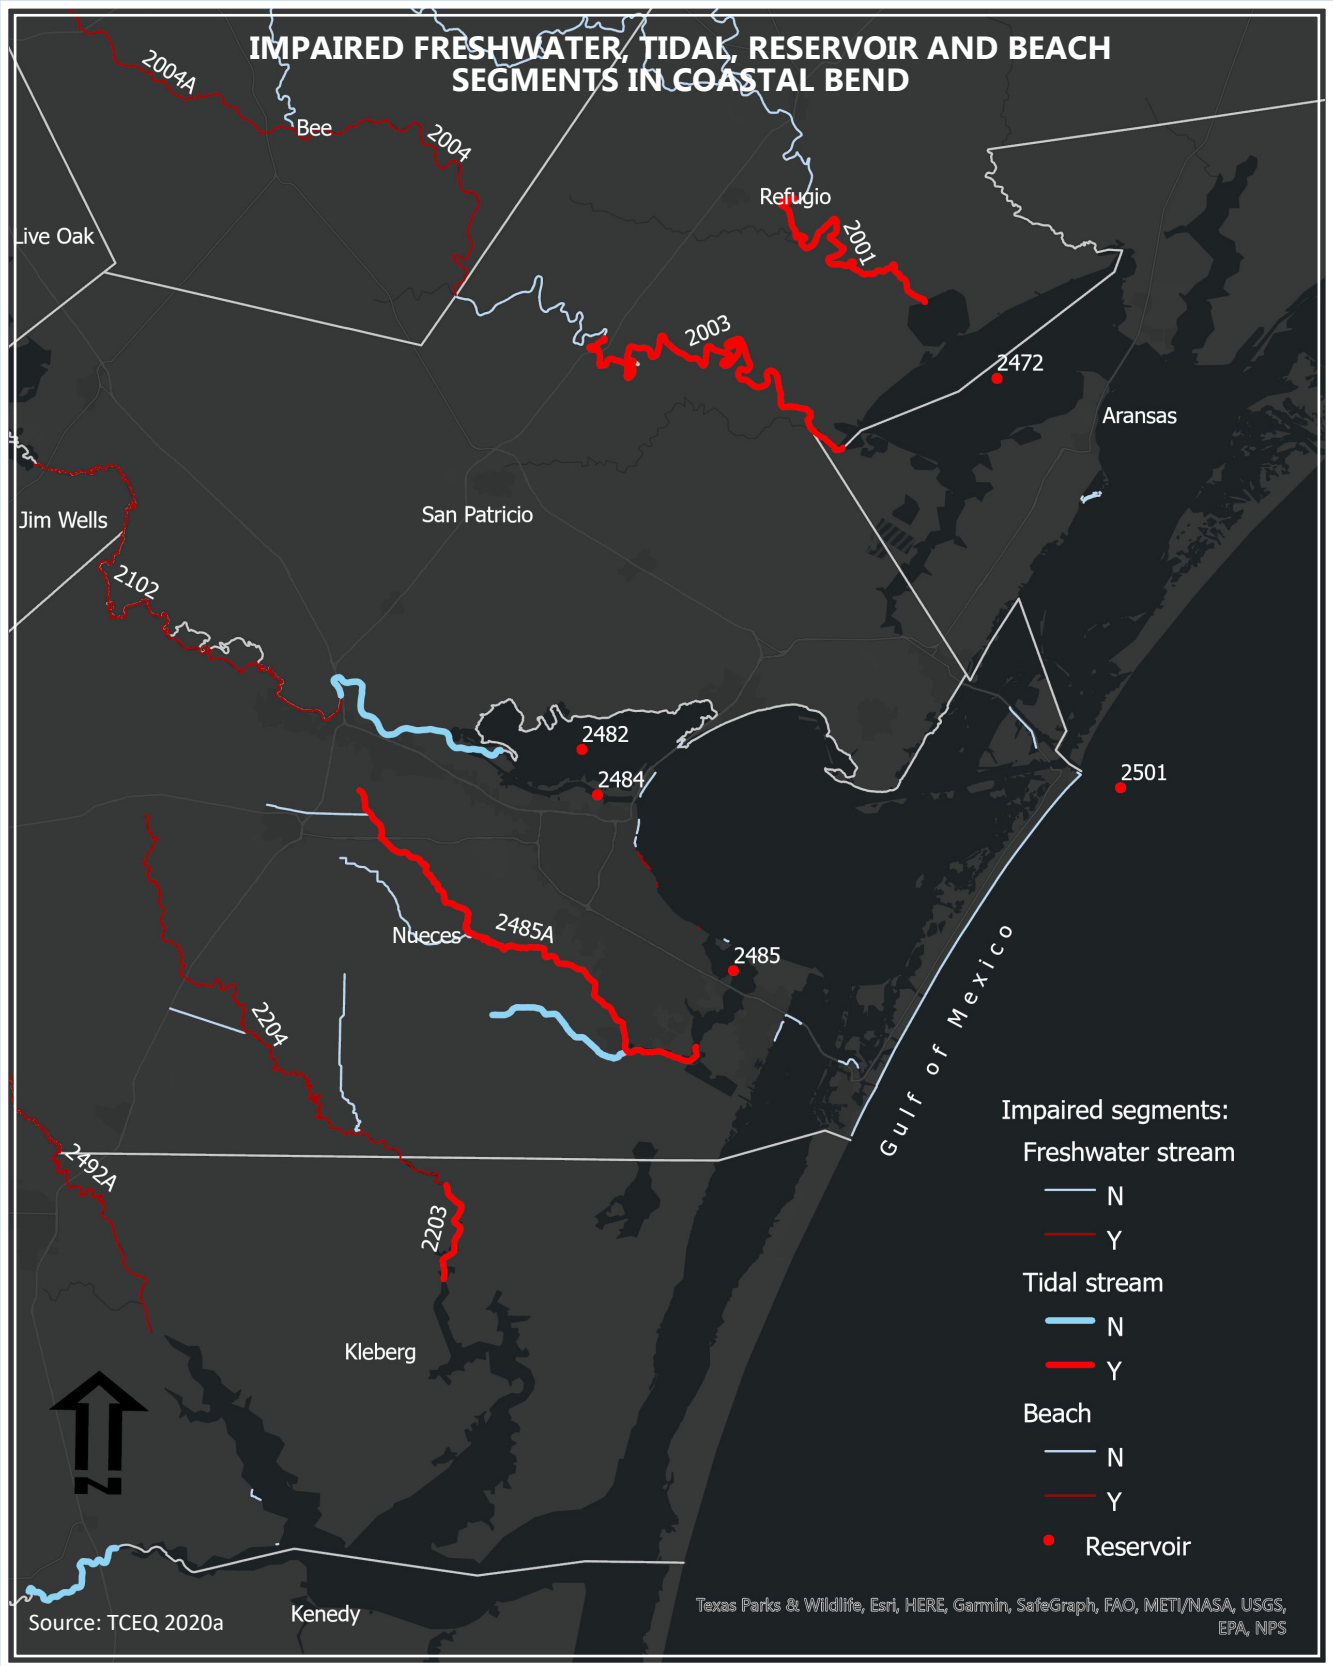 IMPAIRED FRESHWATER, TIDAL, RESERVOIR AND BEACH
SEGMENTS IN COASTAL BEND
2004A
Bee
2004
Refugio
2001
Live Oak
2003
2472
Aransas
Jim Wells
San Patricio
2102
2482
2484
2501
Nueces
2485A
2485
2204
Gulf of Mexico
2492A
2203
Kleberg
Kenedy
N
Impaired segments:
Freshwater stream
N
Y
Tidal stream
N
Y
Beach
N
Y
Reservoir
Source: TCEQ 2020a
Texas Parks & Wildlife, Esri, HERE, Garmin, SafeGraph, FAO, METI/NASA, USGS,
EPA, NPS